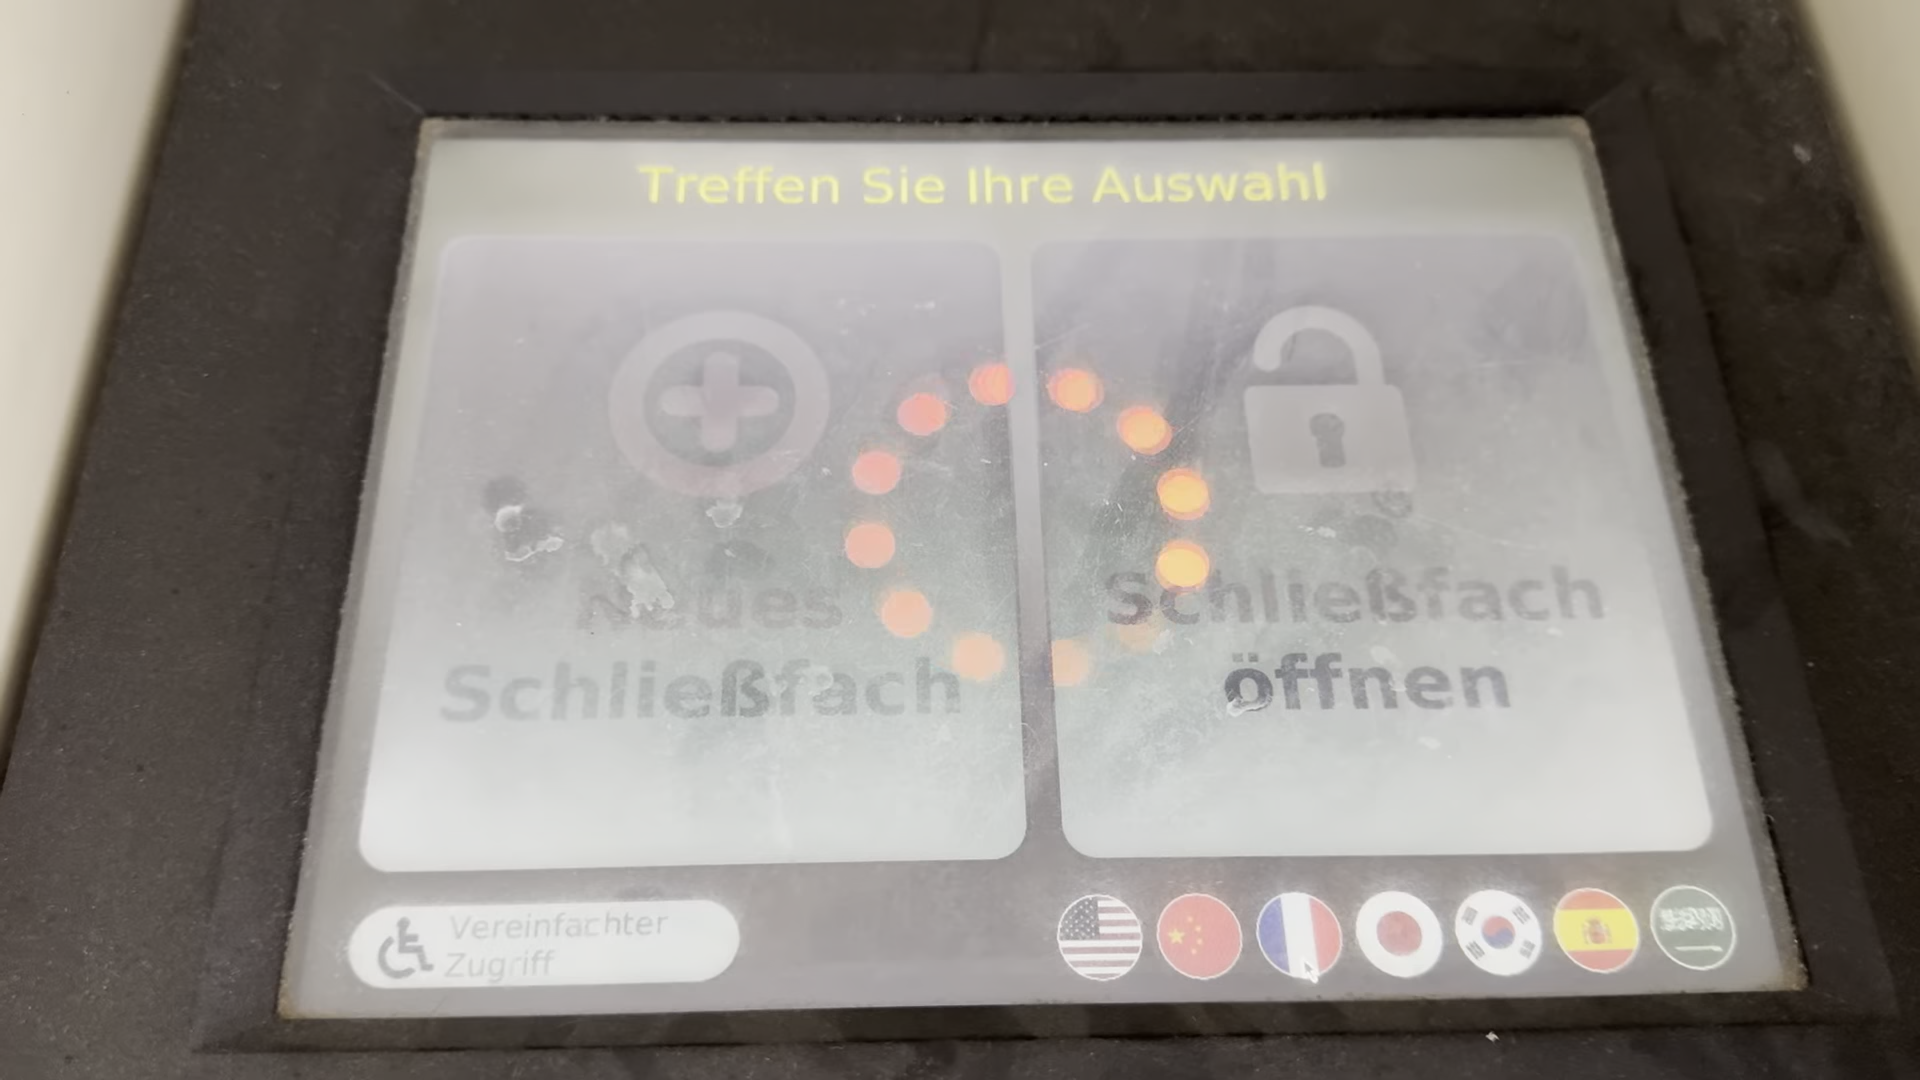 Treffen Sie Ihre Auswahl
Neues
Schließfach
Schließfach
öffnen
Vereinfachter
Zugriff